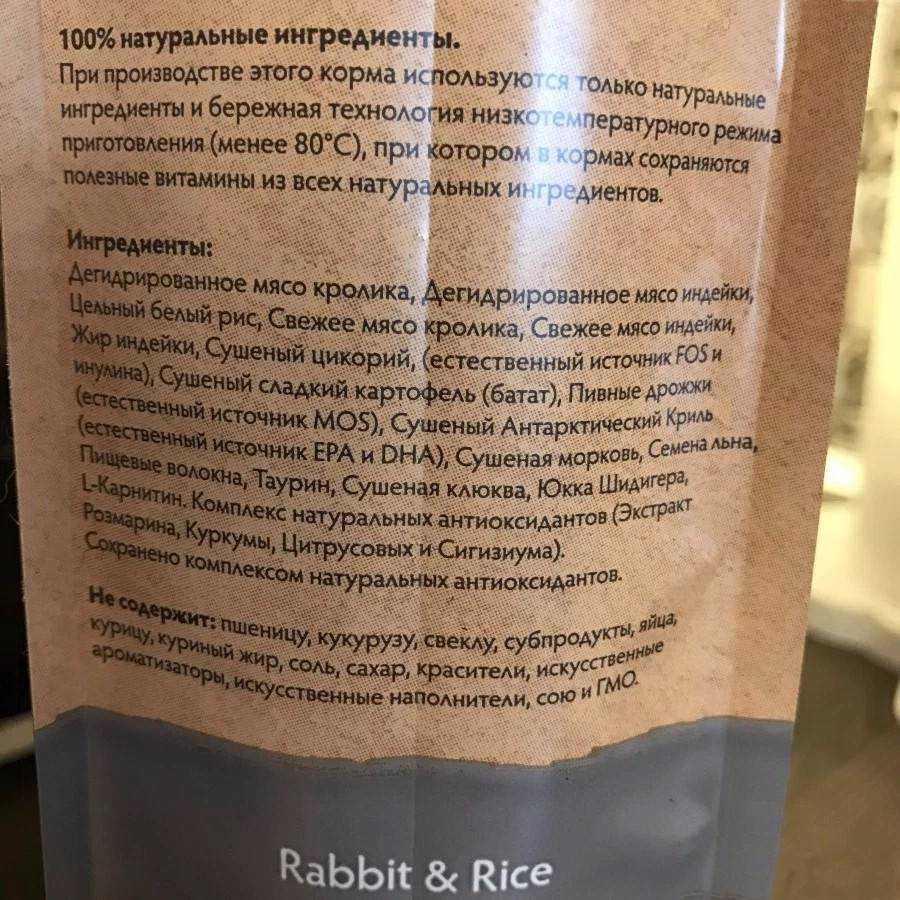 100% натуральные ингредиенты.
При производстве этого корма используются только натуральные
ингредиенты и бережная технология низкотемпературного режима
приготовления (менее 80°C), при котором в кормах сохраняются
полезные витамины из всех натуральных ингредиентов.
Ингредиенты:
Дегидрированное мясо кролика, Дегидрированное мясо индейки,
Цельный белый рис, Свежее мясо кролика, Свежее мясо индейки,
Жир индейки, Сушеный цикорий, (естественный источник FOS и
инулина), Сушеный сладкий картофель (батат), Пивные дрожжи
(естественный источник MOS), Сушеный Антарктический Криль
(естественный источник EPA и DHA), Сушеная морковь, Семена льна,
Пищевые волокна, Таурин, Сушеная клюква, Юкка Шидигера,
L-Карнитин. Комплекс натуральных антиоксидантов (Экстракт
Розмарина, Куркумы, Цитрусовых и Сигизиума).
Сохранено комплексом натуральных антиоксидантов.
Не содержит: пшеницу, кукурузу, свеклу, субпродукты, яйца,
курицу, куриный жир, соль, сахар, красители, искусственные
ароматизаторы, искусственные наполнители, сою и ГМО.
Rabbit & Rice